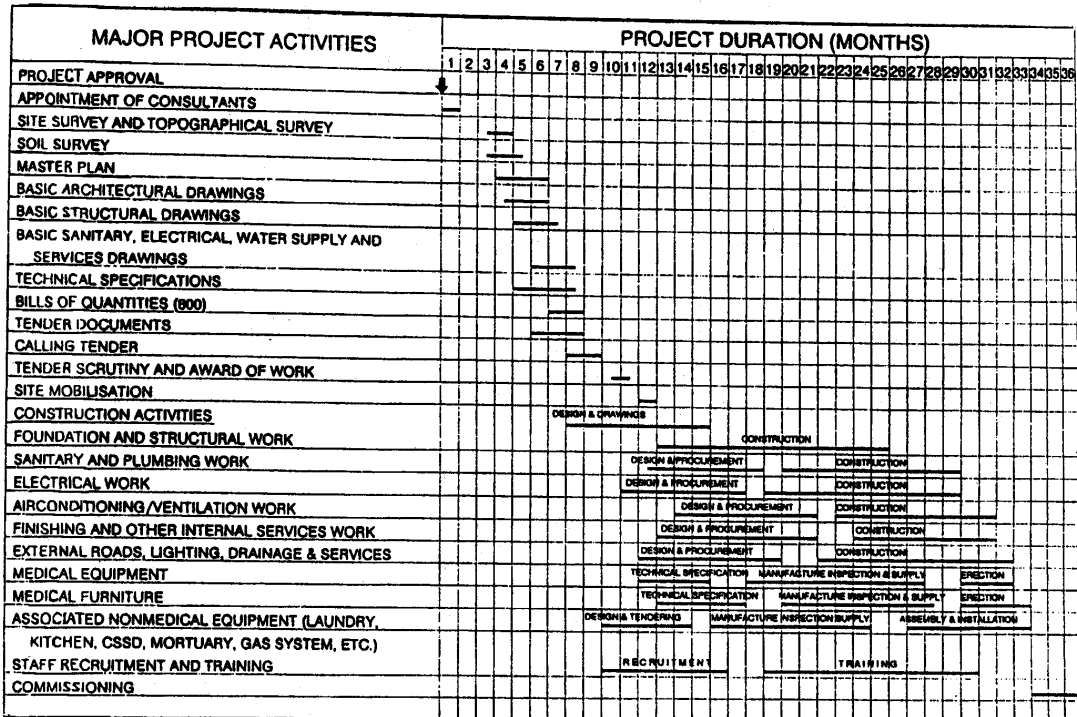 MAJOR PROJECT ACTIVITIES
PROJECT DURATION (MONTHS)
1 2 3 4 5 6 7 8 9 10 11 12 13 14 15 16 17 18 19 20 21 22 23 24 25 26 27 28 29 30 31 32 33 34 35 36
PROJECT APPROVAL
APPOINTMENT OF CONSULTANTS
SITE SURVEY AND TOPOGRAPHICAL SURVEY
SOIL SURVEY
MASTER PLAN
BASIC ARCHITECTURAL DRAWINGS
BASIC STRUCTURAL DRAWINGS
BASIC SANITARY, ELECTRICAL, WATER SUPPLY AND
SERVICES DRAWINGS
TECHNICAL SPECIFICATIONS
BILLS OF QUANTITIES (BOO)
TENDER DOCUMENTS
CALLING TENDER
TENDER SCRUTINY AND AWARD OF WORK
SITE MOBILISATION
CONSTRUCTION ACTIVITIES DESIGN & DRAWINGS
FOUNDATION AND STRUCTURAL WORK CONSTRUCTION
SANITARY AND PLUMBING WORK DESIGN & PROCUREMENT CONSTRUCTION
ELECTRICAL WORK DESIGN & PROCUREMENT CONSTRUCTION
AIRCONDITIONING/VENTILATION WORK DESIGN & PROCUREMENT CONSTRUCTION
FINISHING AND OTHER INTERNAL SERVICES WORK DESIGN & PROCUREMENT CONSTRUCTION
EXTERNAL ROADS, LIGHTING, DRAINAGE & SERVICES DESIGN & PROCUREMENT CONSTRUCTION
MEDICAL EQUIPMENT TECHNICAL SPECIFICATION MANUFACTURE INSPECTION & SUPPLY ERECTION
MEDICAL FURNITURE TECHNICAL SPECIFICATION MANUFACTURE INSPECTION & SUPPLY ERECTION
ASSOCIATED NONMEDICAL EQUIPMENT (LAUNDRY, DESIGN & TENDERING MANUFACTURE INSPECTION SUPPLY ASSEMBLY & INSTALLATION
KITCHEN, CSSD, MORTUARY, GAS SYSTEM, ETC.)
STAFF RECRUITMENT AND TRAINING RECRUITMENT TRAINING
COMMISSIONING